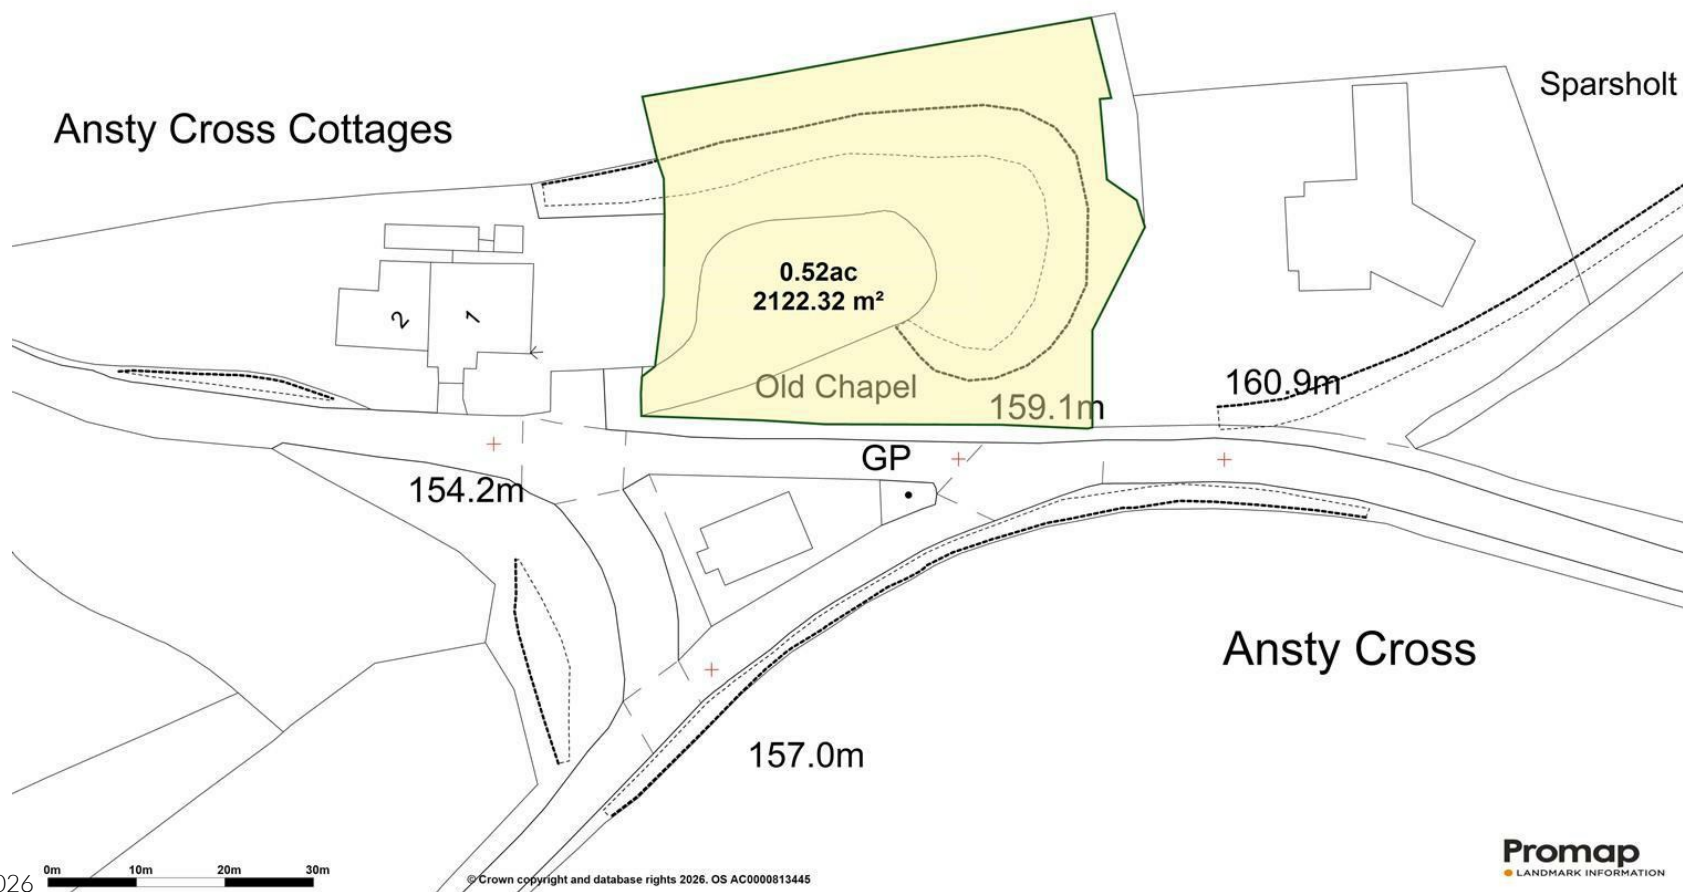 Sparsholt
Ansty Cross Cottages
0.52ac
2122.32 m²
2
1
Old Chapel
160.9m
159.1m
GP
154.2m
Ansty Cross
157.0m
Promap
LANDMARK INFORMATION
0m 10m 20m 30m
© Crown copyright and database rights 2026. OS AC0000813445